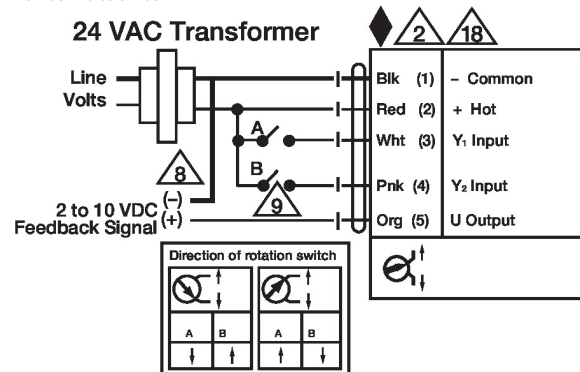 24 VAC Transformer
2
18
Line
Volts
Blk (1) – Common
Red (2) + Hot
A
Wht (3) Y₁ Input
B
Pnk (4) Y₂ Input
8
9
2 to 10 VDC (–)
Feedback Signal (+)
Org (5) U Output
Direction of rotation switch
A B
A B